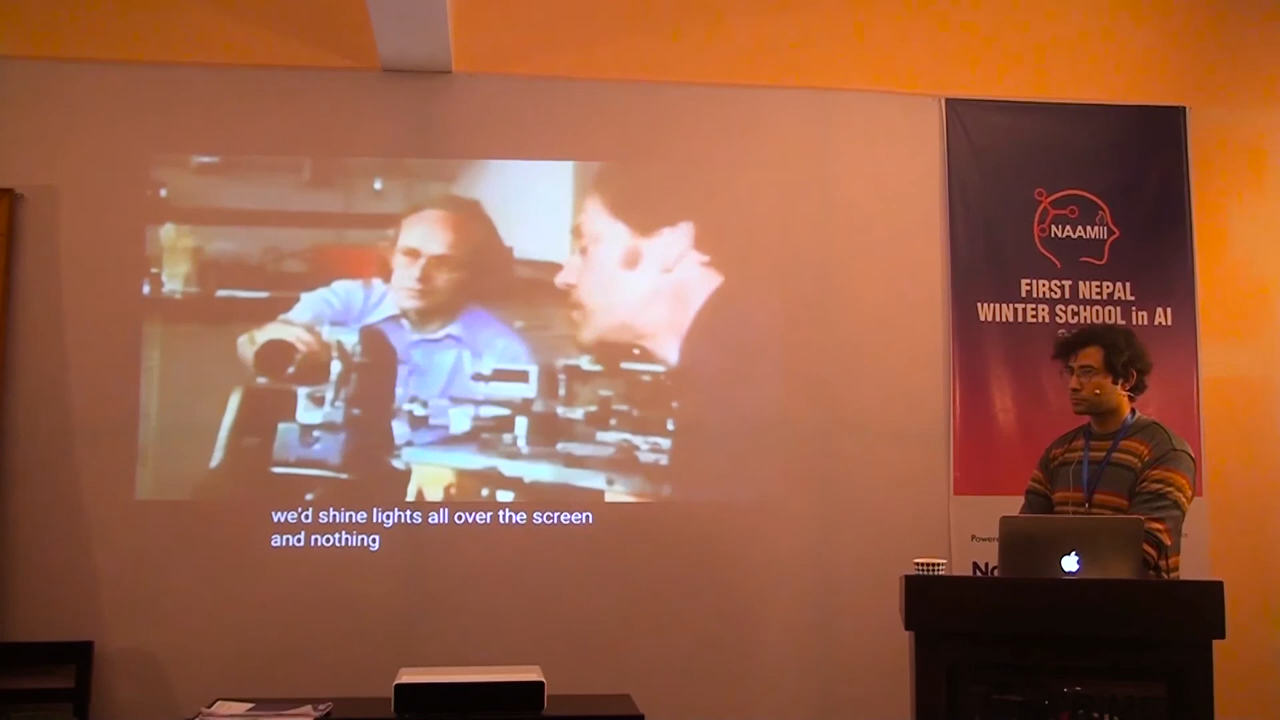 we'd shine lights all over the screen
and nothing
NAAMII
FIRST NEPAL
WINTER SCHOOL in AI